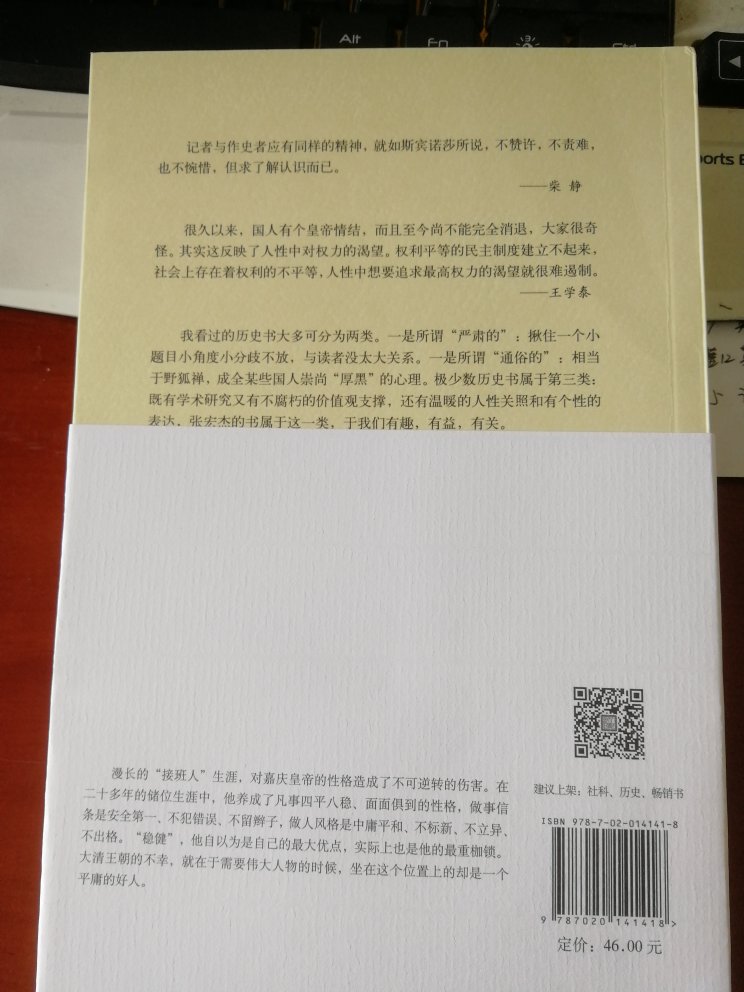 Alt
Fn
Ctrl
ports E
记者与作史者应有同样的精神，就如斯宾诺莎所说，不赞许，不责难，
也不惋惜，但求了解认识而已。
——柴 静
很久以来，国人有个皇帝情结，而且至今尚不能完全消退，大家很奇
怪。其实这反映了人性中对权力的渴望。权利平等的民主制度建立不起来，
社会上存在着权利的不平等，人性中想要追求最高权力的渴望就很难遏制。
——王学泰
我看过的历史书大多可分为两类。一是所谓“严肃的”：揪住一个小
题目小角度小分歧不放，与读者没太大关系。一是所谓“通俗的”：相当
于野狐禅，成全某些国人崇尚“厚黑”的心理。极少数历史书属于第三类：
既有学术研究又有不腐朽的价值观支撑，还有温暖的人性关照和有个性的
表达，张宏杰的书属于这一类，于我们有趣，有益，有关。
漫长的“接班人”生涯，对嘉庆皇帝的性格造成了不可逆转的伤害。在
二十多年的储位生涯中，他养成了凡事四平八稳、面面俱到的性格，做事信
条是安全第一、不犯错误、不留辫子，做人风格是中庸平和、不标新、不立异、
不出格。“稳健”，他自以为是自己的最大优点，实际上也是他的最重枷锁。
大清王朝的不幸，就在于需要伟大人物的时候，坐在这个位置上的却是一个
平庸的好人。
建议上架：社科、历史、畅销书
ISBN 978-7-02-014141-8
9 787020 141418 >
定价：46.00 元